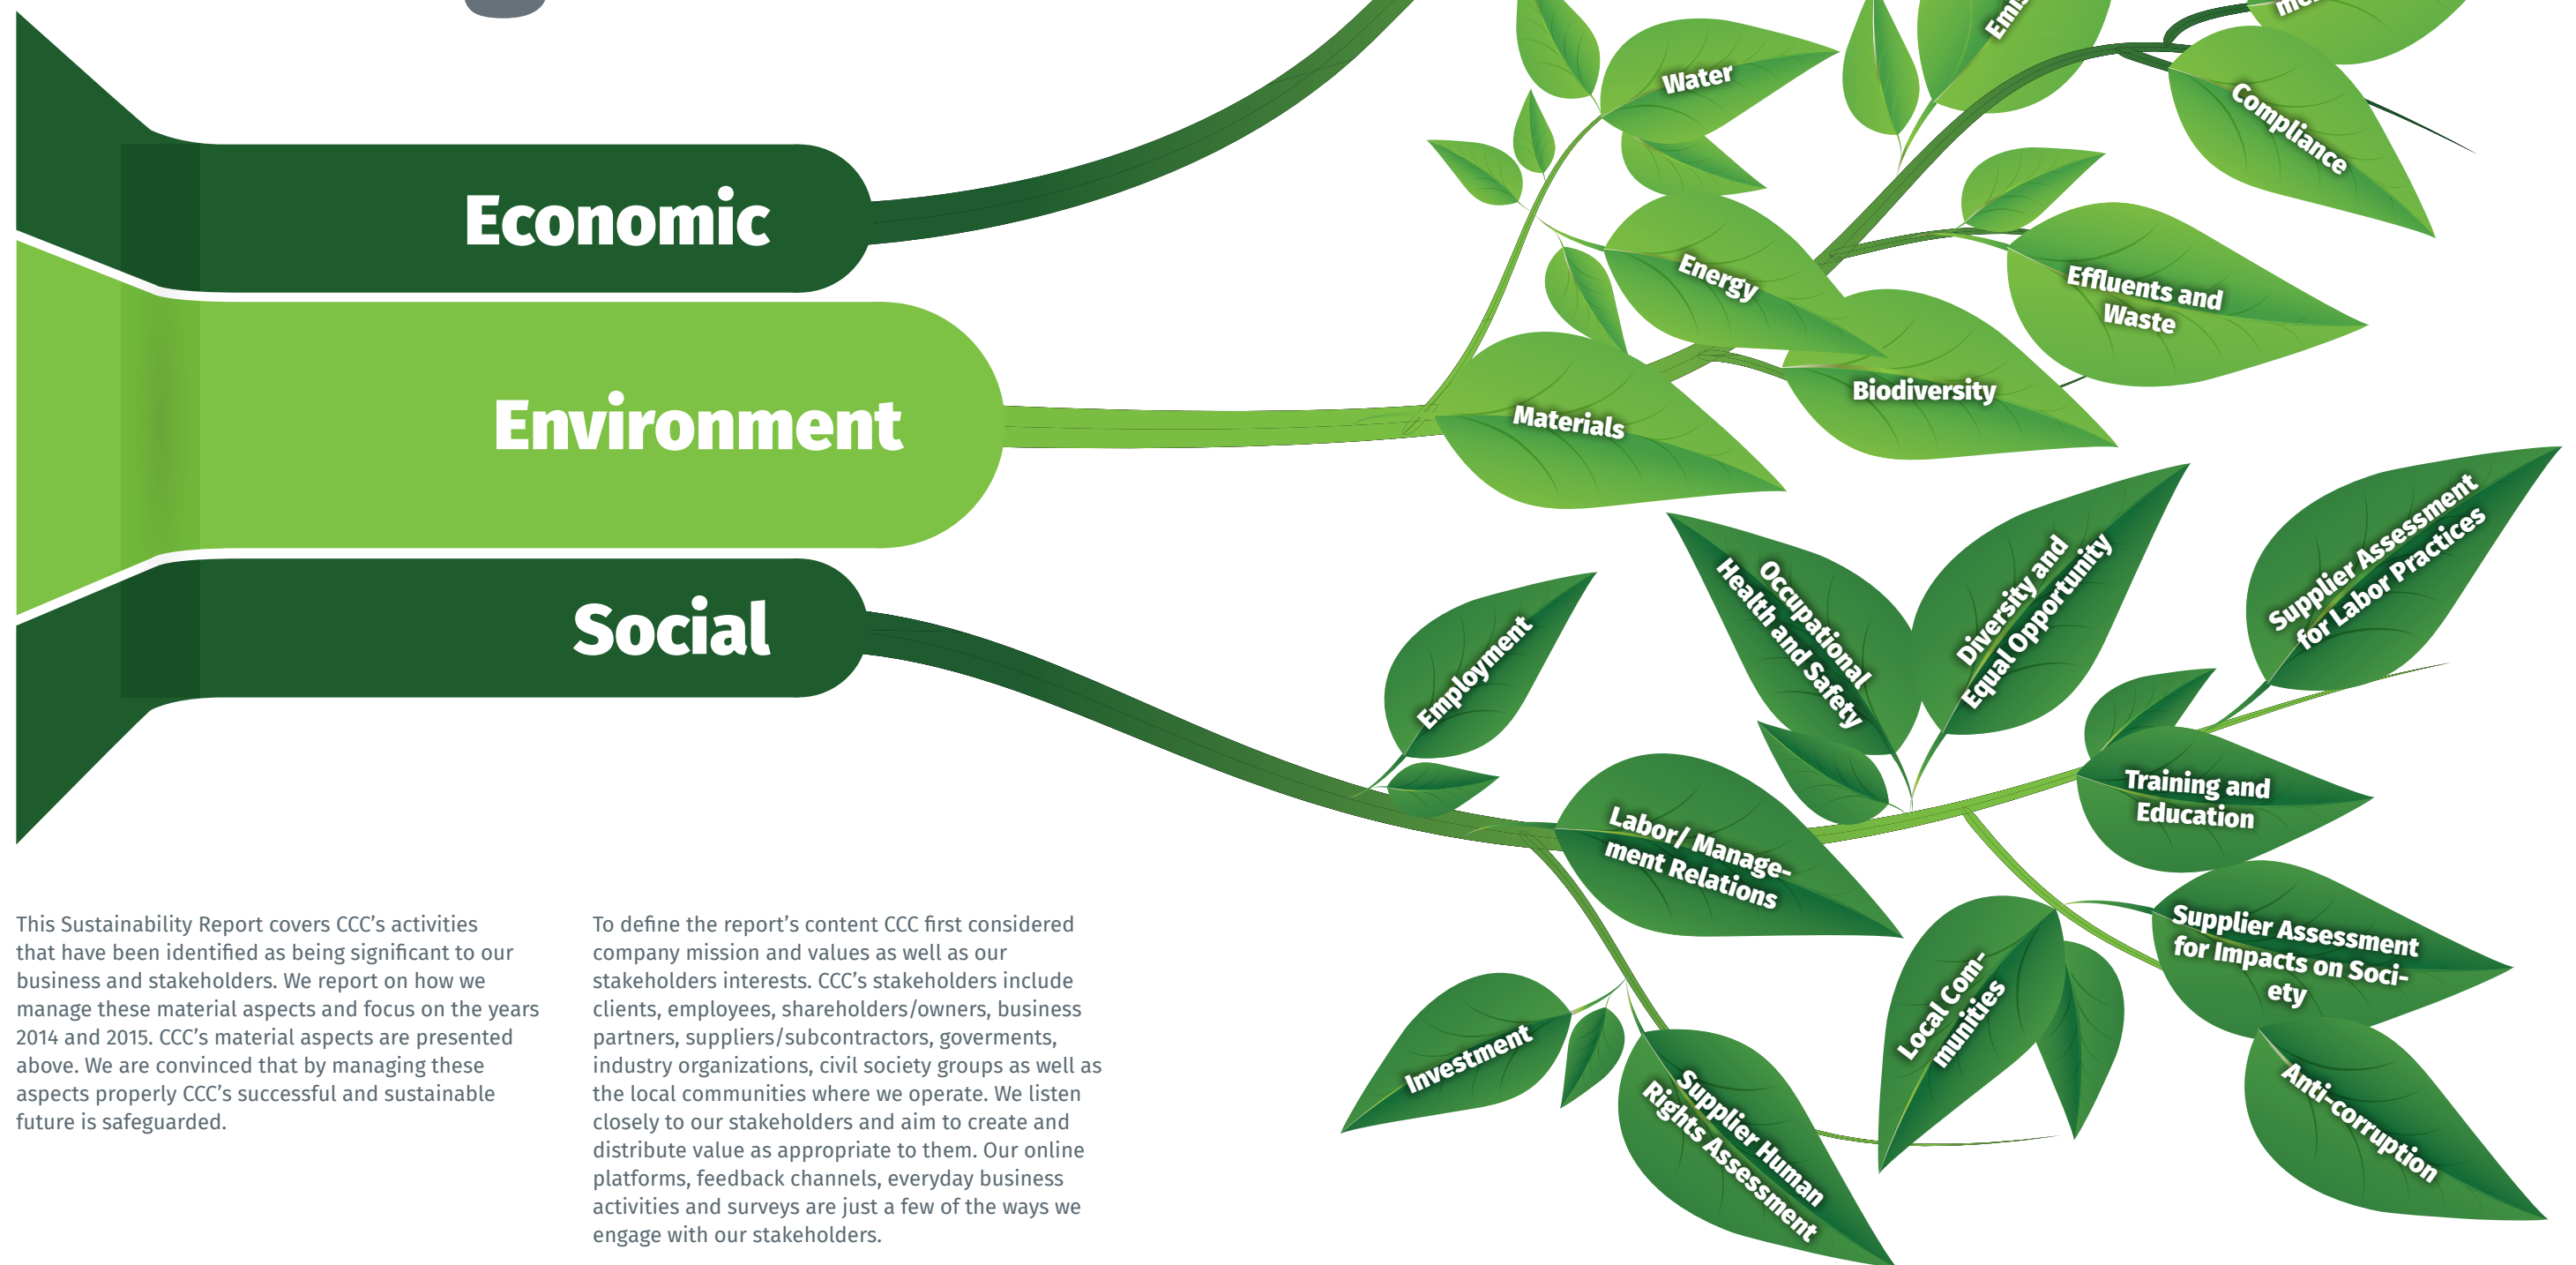 Economic
Environment
Social
Water
Compliance
Energy
Effluents and
Waste
Biodiversity
Materials
Employment
Occupational
Health and Safety
Diversity and
Equal Opportunity
Supplier Assessment
for Labor Practices
Labor/ Manage-
ment Relations
Training and
Education
Supplier Assessment
for Impacts on Soci-
ety
Local Com-
munities
Investment
Supplier Human
Rights Assessment
Anti-corruption
This Sustainability Report covers CCC’s activities
that have been identified as being significant to our
business and stakeholders. We report on how we
manage these material aspects and focus on the years
2014 and 2015. CCC’s material aspects are presented
above. We are convinced that by managing these
aspects properly CCC’s successful and sustainable
future is safeguarded.
To define the report’s content CCC first considered
company mission and values as well as our
stakeholders interests. CCC’s stakeholders include
clients, employees, shareholders/owners, business
partners, suppliers/subcontractors, goverments,
industry organizations, civil society groups as well as
the local communities where we operate. We listen
closely to our stakeholders and aim to create and
distribute value as appropriate to them. Our online
platforms, feedback channels, everyday business
activities and surveys are just a few of the ways we
engage with our stakeholders.